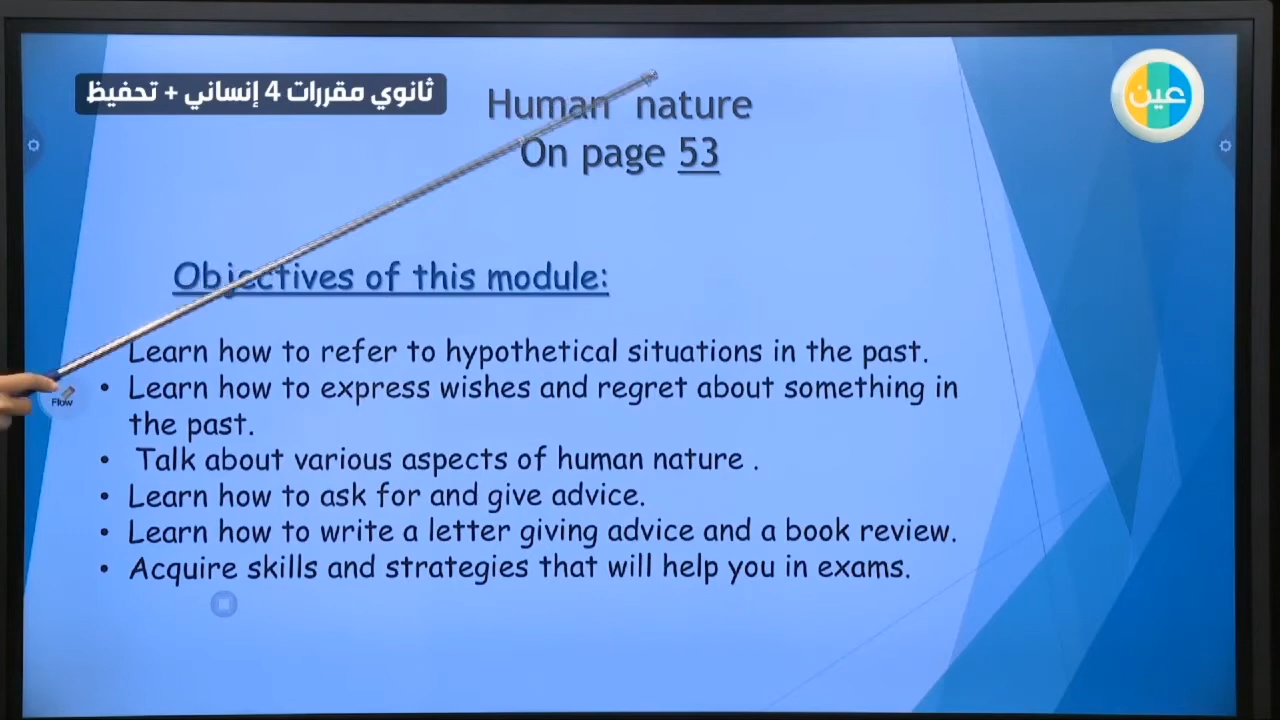 ثانوي مقررات 4 إنساني + تحفيظ
عين
Human nature
On page 53
Objectives of this module:
Learn how to refer to hypothetical situations in the past.
• Learn how to express wishes and regret about something in
the past.
• Talk about various aspects of human nature .
• Learn how to ask for and give advice.
• Learn how to write a letter giving advice and a book review.
• Acquire skills and strategies that will help you in exams.
Flow